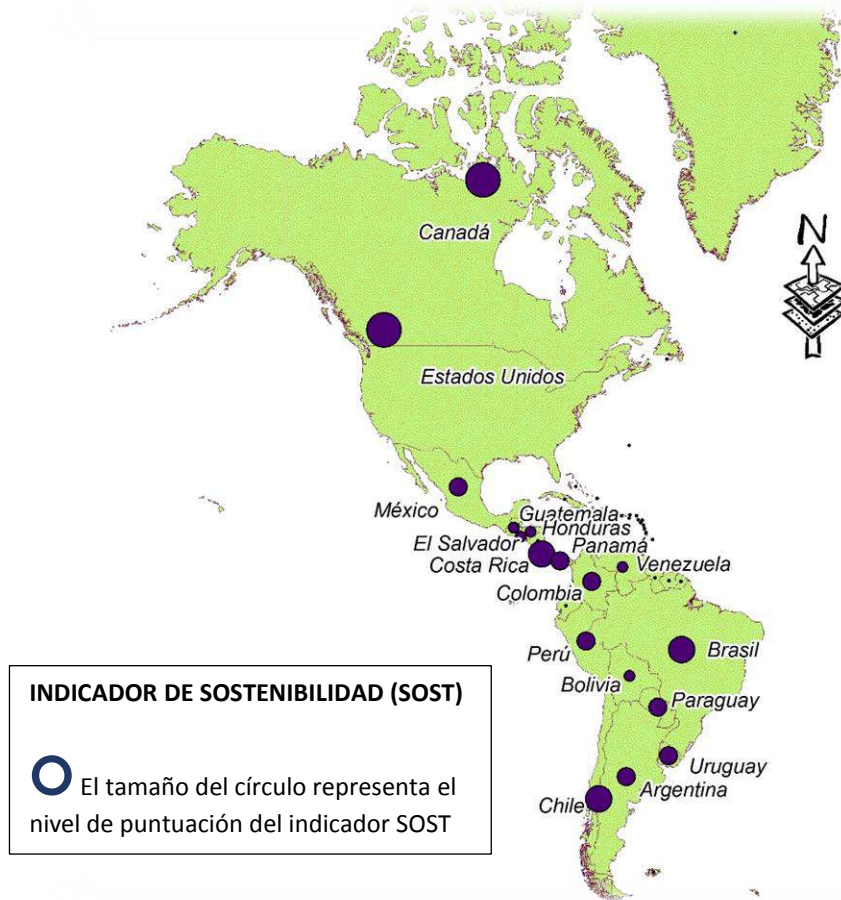 N
Canadá
Estados Unidos
México
Guatemala
Honduras
El Salvador
Panamá
Costa Rica
Venezuela
Colombia
Perú
Brasil
Bolivia
Paraguay
Uruguay
Argentina
Chile
INDICADOR DE SOSTENIBILIDAD (SOST)
El tamaño del círculo representa el
nivel de puntuación del indicador SOST